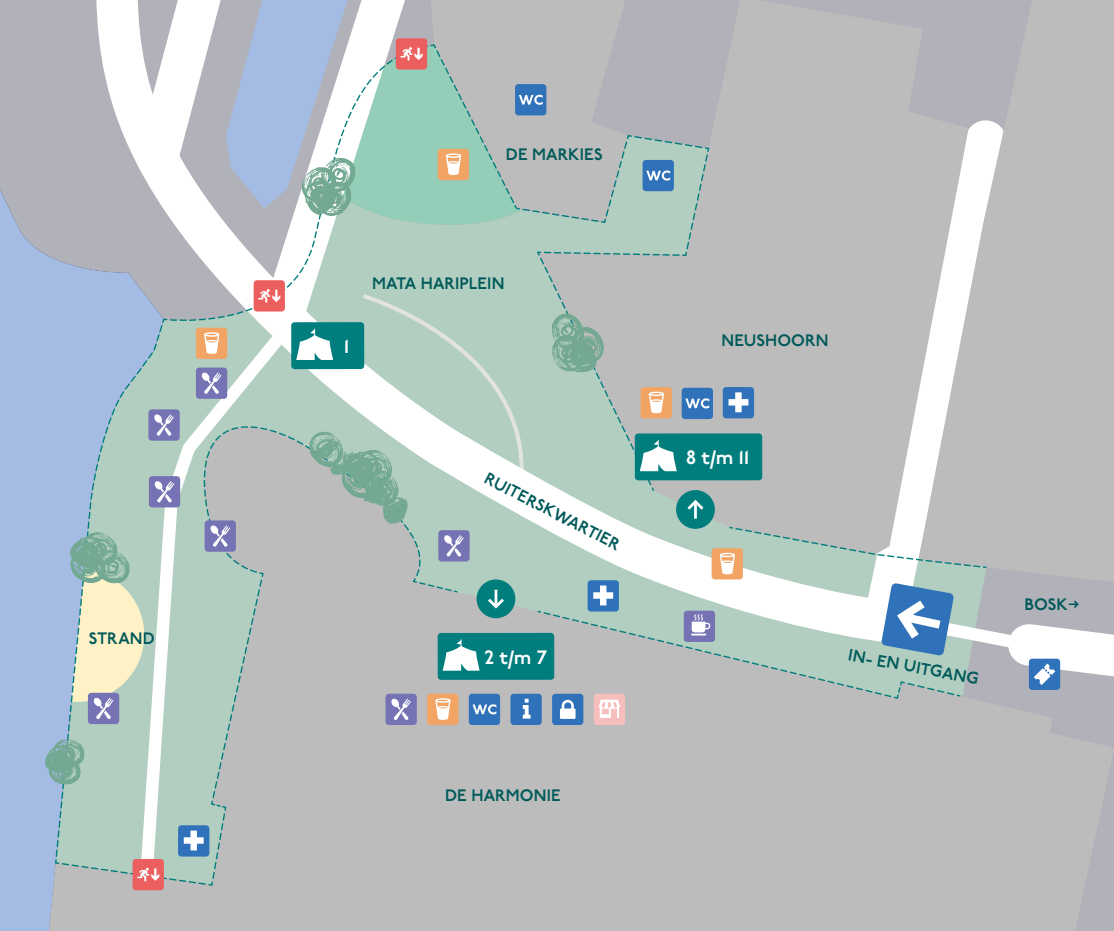 WC
DE MARKIES
WC
MATA HARIPLEIN
NEUSHOORN
1
WC
8 t/m 11
RUITERSKWARTIER
BOSK→
STRAND
IN- EN UITGANG
2 t/m 7
WC
i
DE HARMONIE